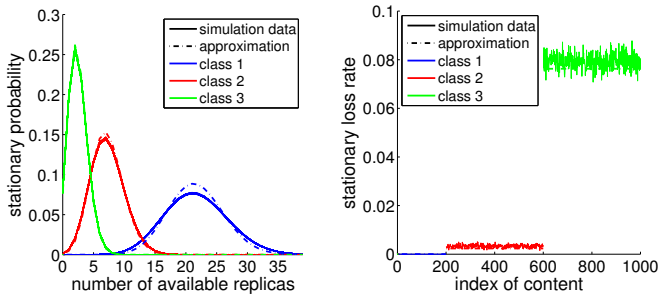 0.3
0.25
0.2
0.15
0.1
0.05
0
stationary probability
simulation data
approximation
class 1
class 2
class 3
0 5 10 15 20 25 30 35
number of available replicas
0.1
0.08
0.06
0.04
0.02
0
stationary loss rate
simulation data
approximation
class 1
class 2
class 3
0 200 400 600 800 1000
index of content